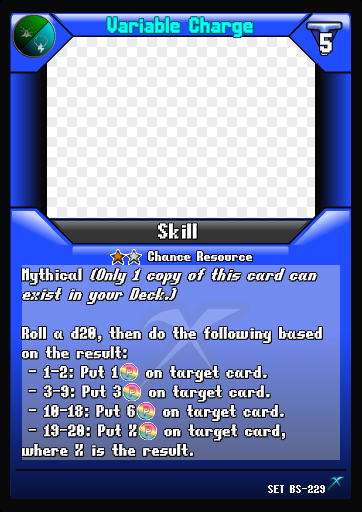 Variable Charge
5
Skill
Chance Resource
Mythical (Only 1 copy of this card can
exist in your Deck.)
Roll a d20, then do the following based
on the result:
- 1-2: Put 1 P on target card.
- 3-9: Put 3 P on target card.
- 10-18: Put 6 P on target card.
- 19-20: Put X P on target card,
where X is the result.
SET BS-229